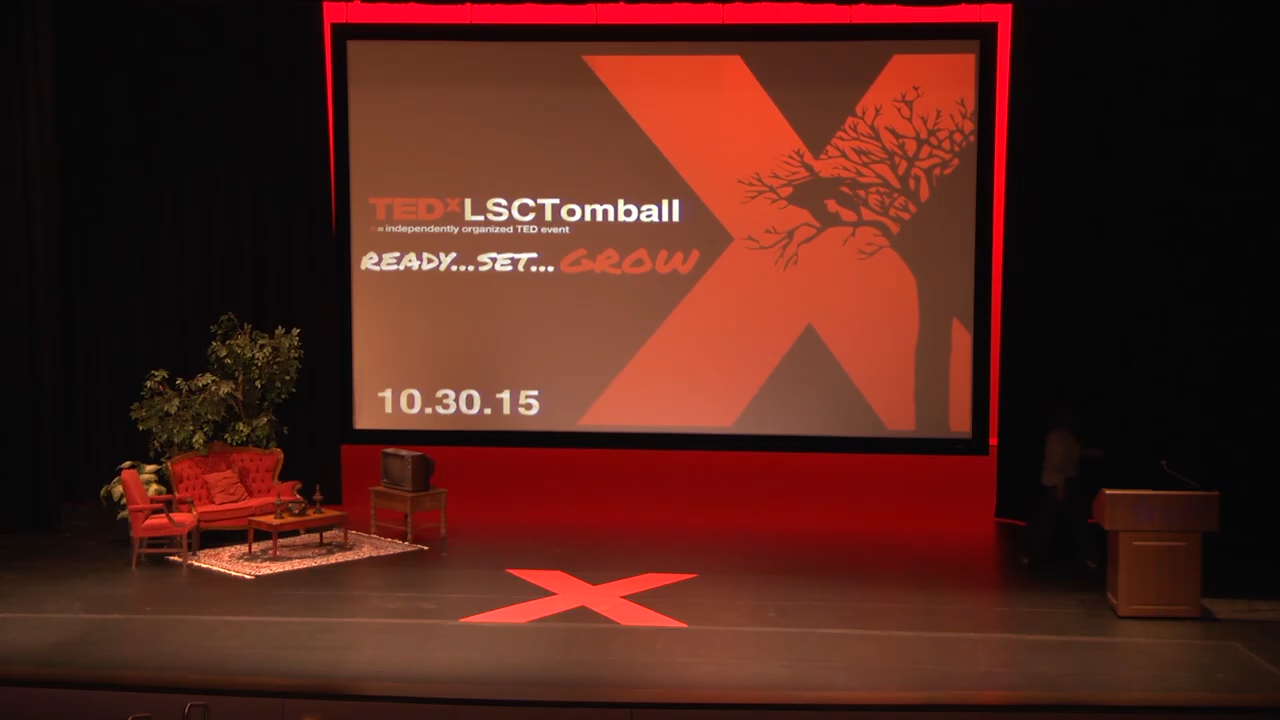 TEDxLSCTomball
x = independently organized TED event
READY...SET...GROW
10.30.15
X